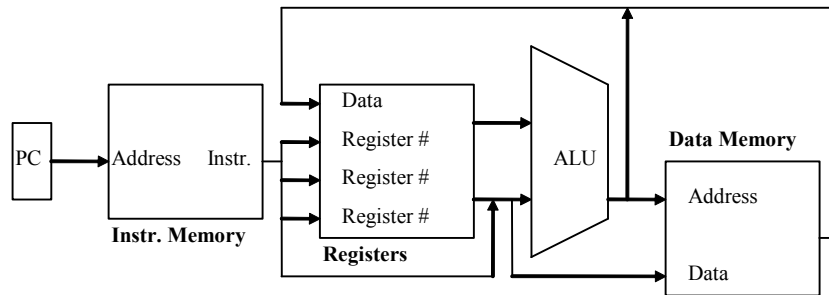 PC
Address Instr.
Instr. Memory
Data
Register #
Register #
Register #
Registers
ALU
Data Memory
Address
Data